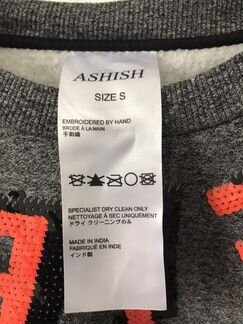 ASHISH
SIZE S
EMBROIDERED BY HAND
BRODÉ À LA MAIN
手刺繍
SPECIALIST DRY CLEAN ONLY
NETTOYAGE À SEC UNIQUEMENT
ドライ クリーニングのみ
MADE IN INDIA
FABRIQUÉ EN INDE
インド製